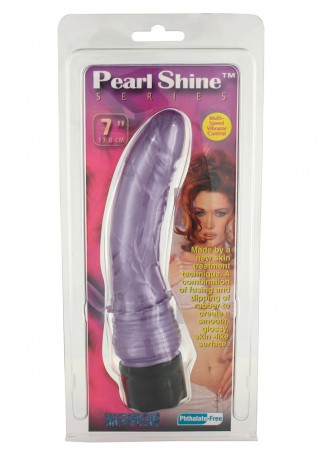 Pearl Shine™
SERIES
7"
Multi-
Speed
Vibrator
Control
Made by a
new skin
treatment
technique. A
combination
of fusing and
dipping of
rubber to
create a
smooth,
glossy,
skin-like
surface.
Phthalate-Free